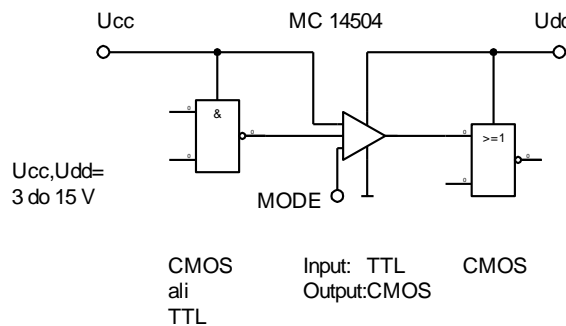 Ucc MC 14504 Udd
&
>=1
Ucc,Udd=
3 do 15 V
MODE
CMOS Input: TTL CMOS
ali Output:CMOS
TTL